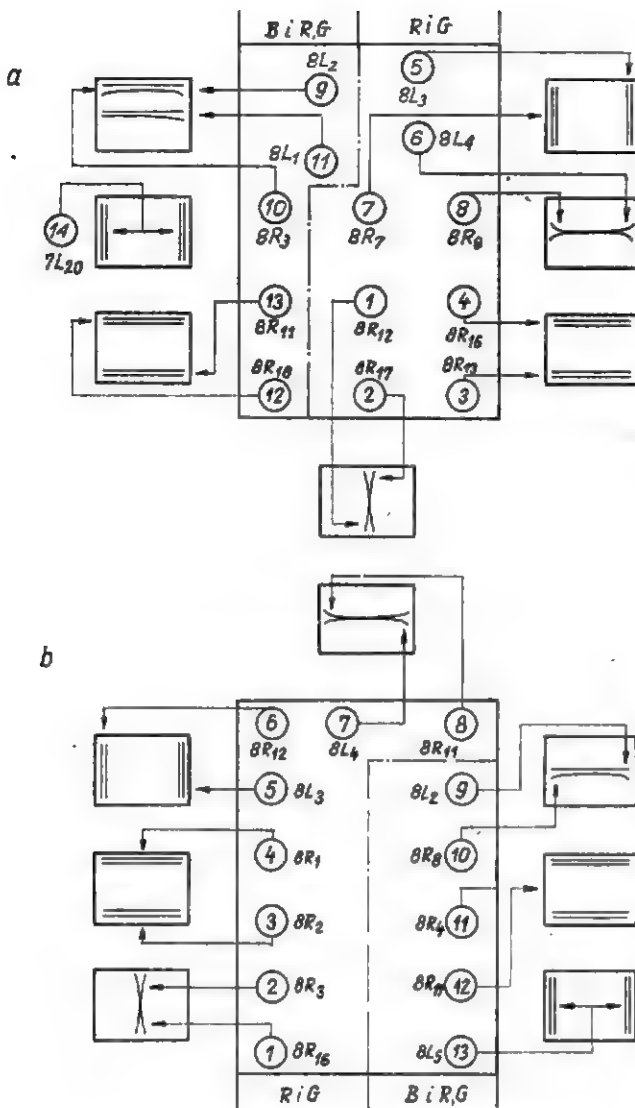 B i R,G RiG
a
8L2
9
5
8L3
6 8L4
8L1 11
10
8R3
7
8R7
8
8R9
14
7L20
13
8R11
1
8R12
4
8R16
8R18
12
8R17
2
8R13
3
b
6
8R12
7
8L4
8
8R11
5 8L3
8L2 9
4 8R1
8R8 10
3 8R2
8R4 11
2 8R3
8R11 12
1 8R16
8L5 13
RiG B i R,G